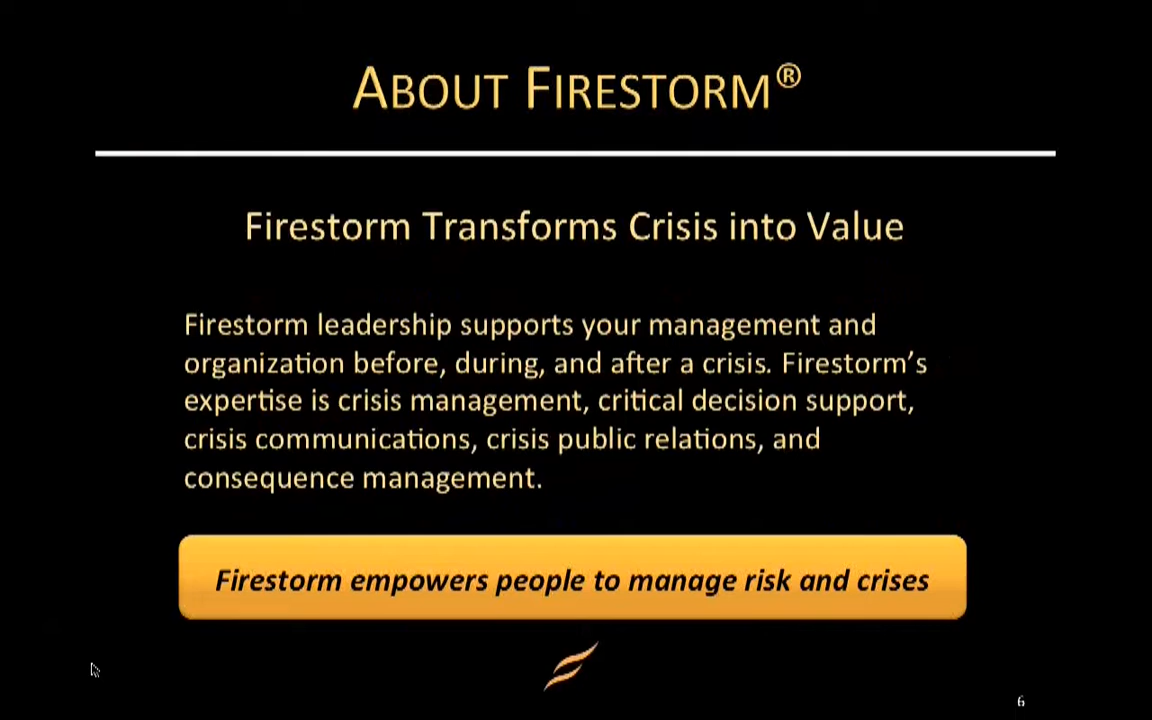 ABOUT FIRESTORM®
Firestorm Transforms Crisis into Value
Firestorm leadership supports your management and
organization before, during, and after a crisis. Firestorm’s
expertise is crisis management, critical decision support,
crisis communications, crisis public relations, and
consequence management.
Firestorm empowers people to manage risk and crises
6